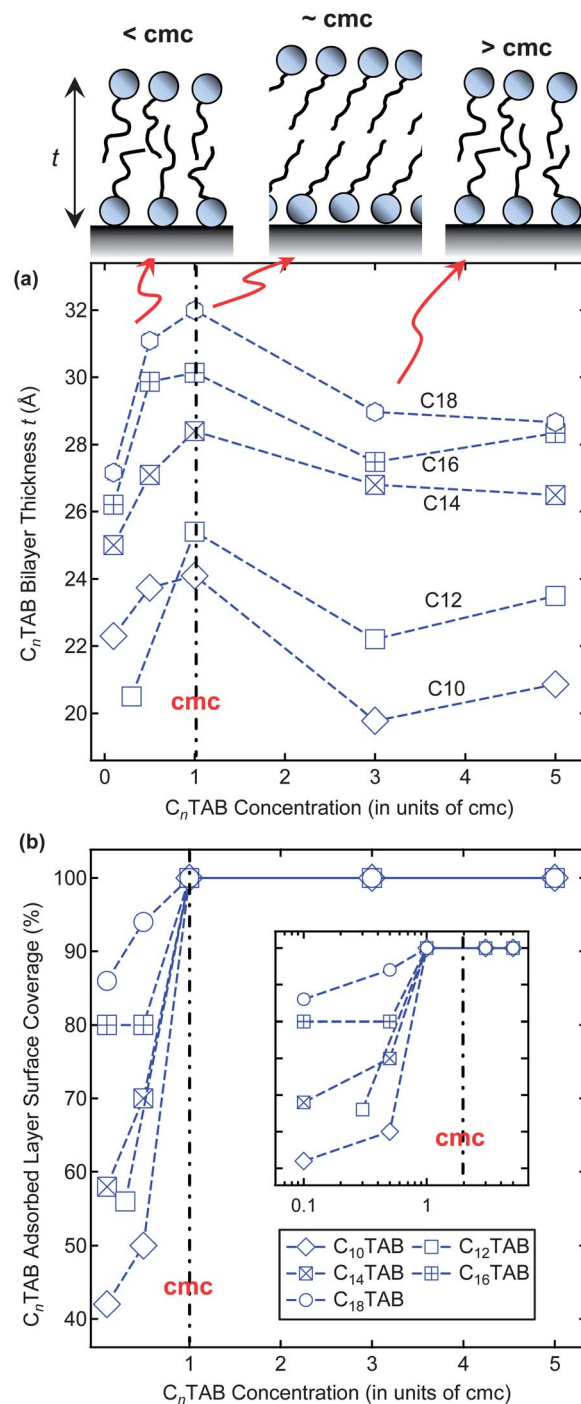 < cmc
~ cmc
> cmc
t
(a)
32
30
28
26
24
22
20
CnTAB Bilayer Thickness t (Å)
C18
C16
C14
C12
C10
cmc
0
1
2
3
4
5
CnTAB Concentration (in units of cmc)
(b)
100
90
80
70
60
50
40
CnTAB Adsorbed Layer Surface Coverage (%)
cmc
0.1
1
cmc
C10TAB
C12TAB
C14TAB
C16TAB
C18TAB
1
2
3
4
5
CnTAB Concentration (in units of cmc)